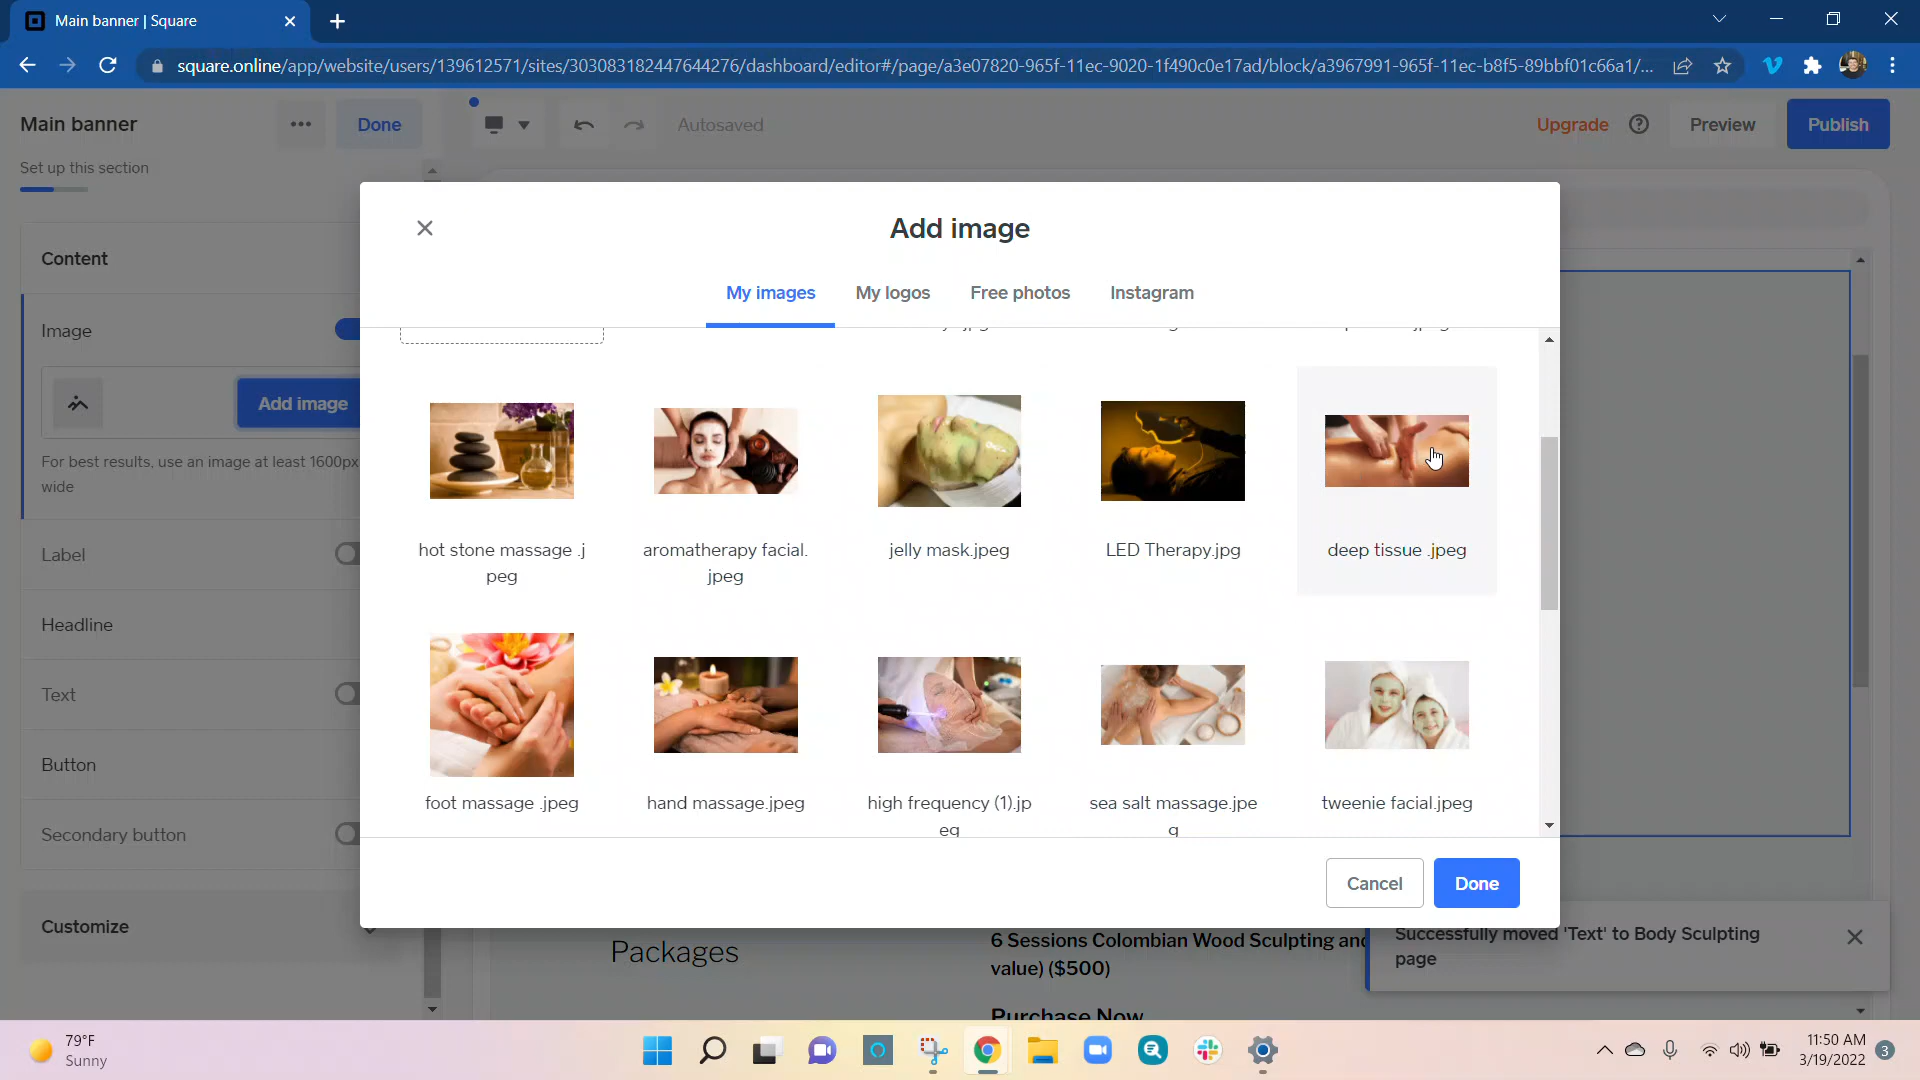 Main banner | Square
square.online/app/website/users/139612571/sites/303083182447644276/dashboard/editor#/page/a3e07820-965f-11ec-9020-1f490c0e17ad/block/a3967991-965f-11ec-b8f5-89bbf01c66a1/...
Main banner
Done
Autosaved
Upgrade
Preview
Publish
Set up this section
Add image
My images
My logos
Free photos
Instagram
Content
Image
Add image
For best results, use an image at least 1600px
wide
Label
Headline
Text
Button
Secondary button
Customize
hot stone massage .j
peg
aromatherapy facial.
jpeg
jelly mask.jpeg
LED Therapy.jpg
deep tissue .jpeg
foot massage .jpeg
hand massage.jpeg
high frequency (1).jp
eg
sea salt massage.jpe
g
tweenie facial.jpeg
Cancel
Done
Packages
6 Sessions Colombian Wood Sculpting and
value) ($500)
Purchase Now
Successfully moved 'Text' to Body Sculpting
page
79°F
Sunny
11:50 AM
3/19/2022
3